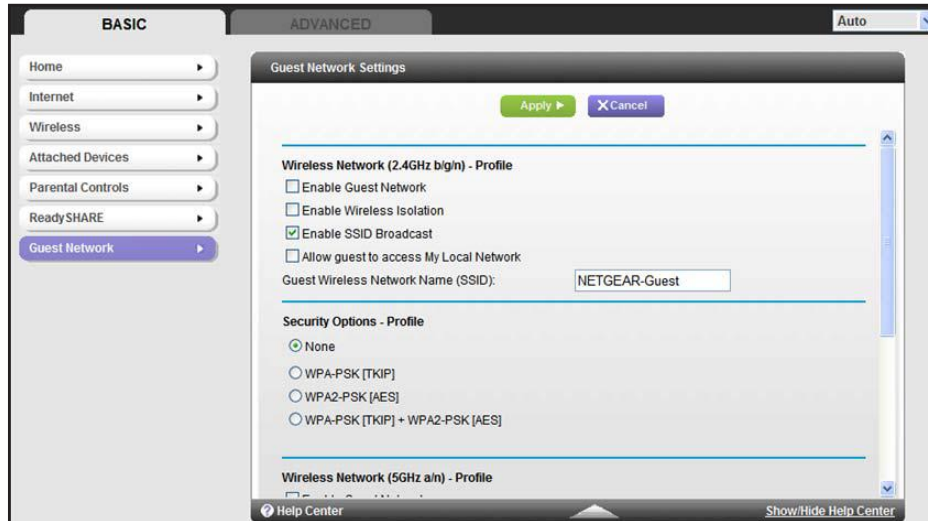 BASIC
ADVANCED
Auto
Home
Internet
Wireless
Attached Devices
Parental Controls
ReadySHARE
Guest Network
Guest Network Settings
Apply
Cancel
Wireless Network (2.4GHz b/g/n) - Profile
Enable Guest Network
Enable Wireless Isolation
Enable SSID Broadcast
Allow guest to access My Local Network
Guest Wireless Network Name (SSID): NETGEAR-Guest
Security Options - Profile
None
WPA-PSK [TKIP]
WPA2-PSK [AES]
WPA-PSK [TKIP] + WPA2-PSK [AES]
Wireless Network (5GHz a/n) - Profile
Help Center
Show/Hide Help Center